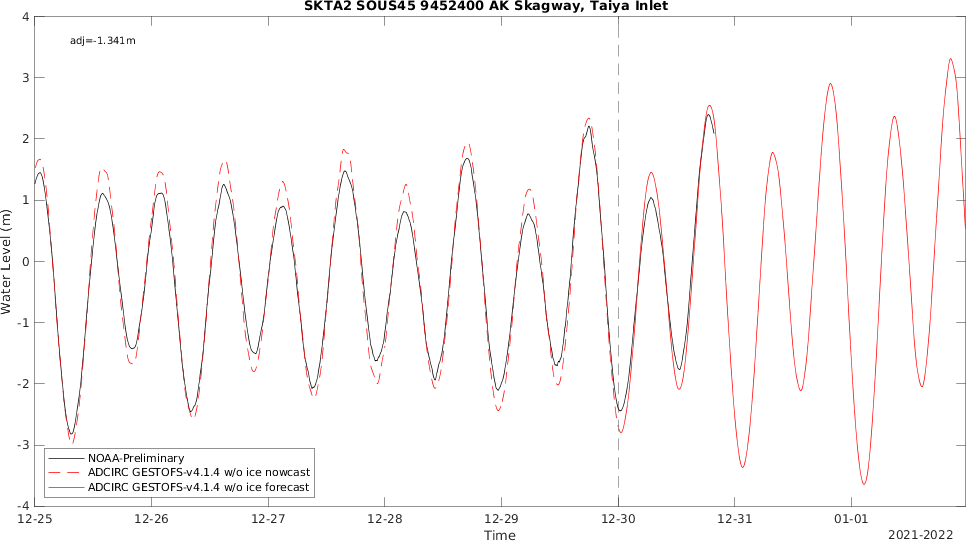 SKTA2 SOUS45 9452400 AK Skagway, Taiya Inlet
adj=-1.341m
4
3
2
1
0
-1
-2
-3
-4
Water Level (m)
NOAA-Preliminary
ADCIRC GESTOFS-v4.1.4 w/o ice nowcast
ADCIRC GESTOFS-v4.1.4 w/o ice forecast
12-25 12-26 12-27 12-28 12-29 12-30 12-31 01-01
Time
2021-2022